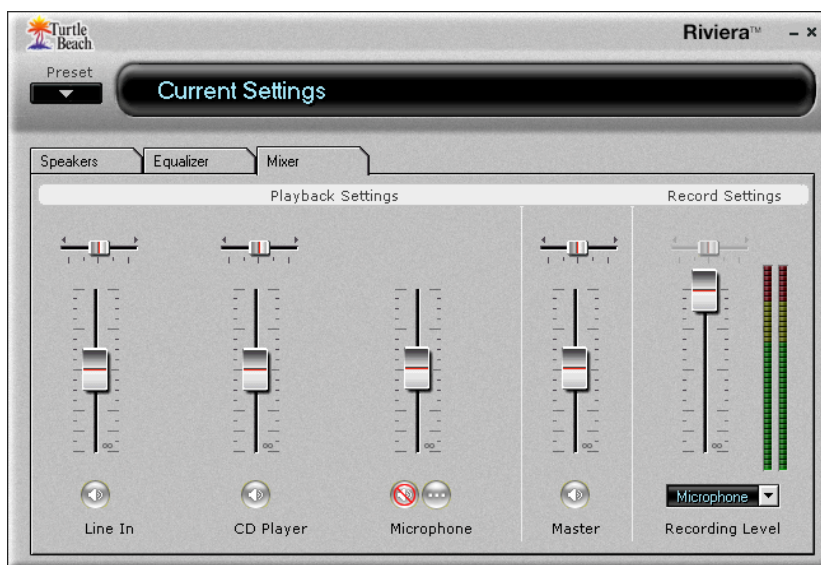 Turtle
Beach
Riviera™
Preset
Current Settings
Speakers
Equalizer
Mixer
Playback Settings
Record Settings
∞
∞
∞
∞
∞
Microphone
Line In
CD Player
Microphone
Master
Recording Level